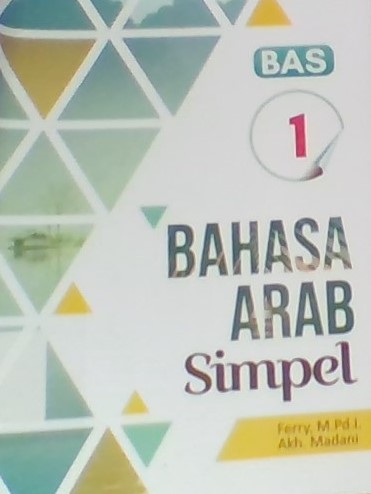 BAS
1
BAHASA
ARAB
Simpel
Ferry, M.Pd.I.
Akh. Madani